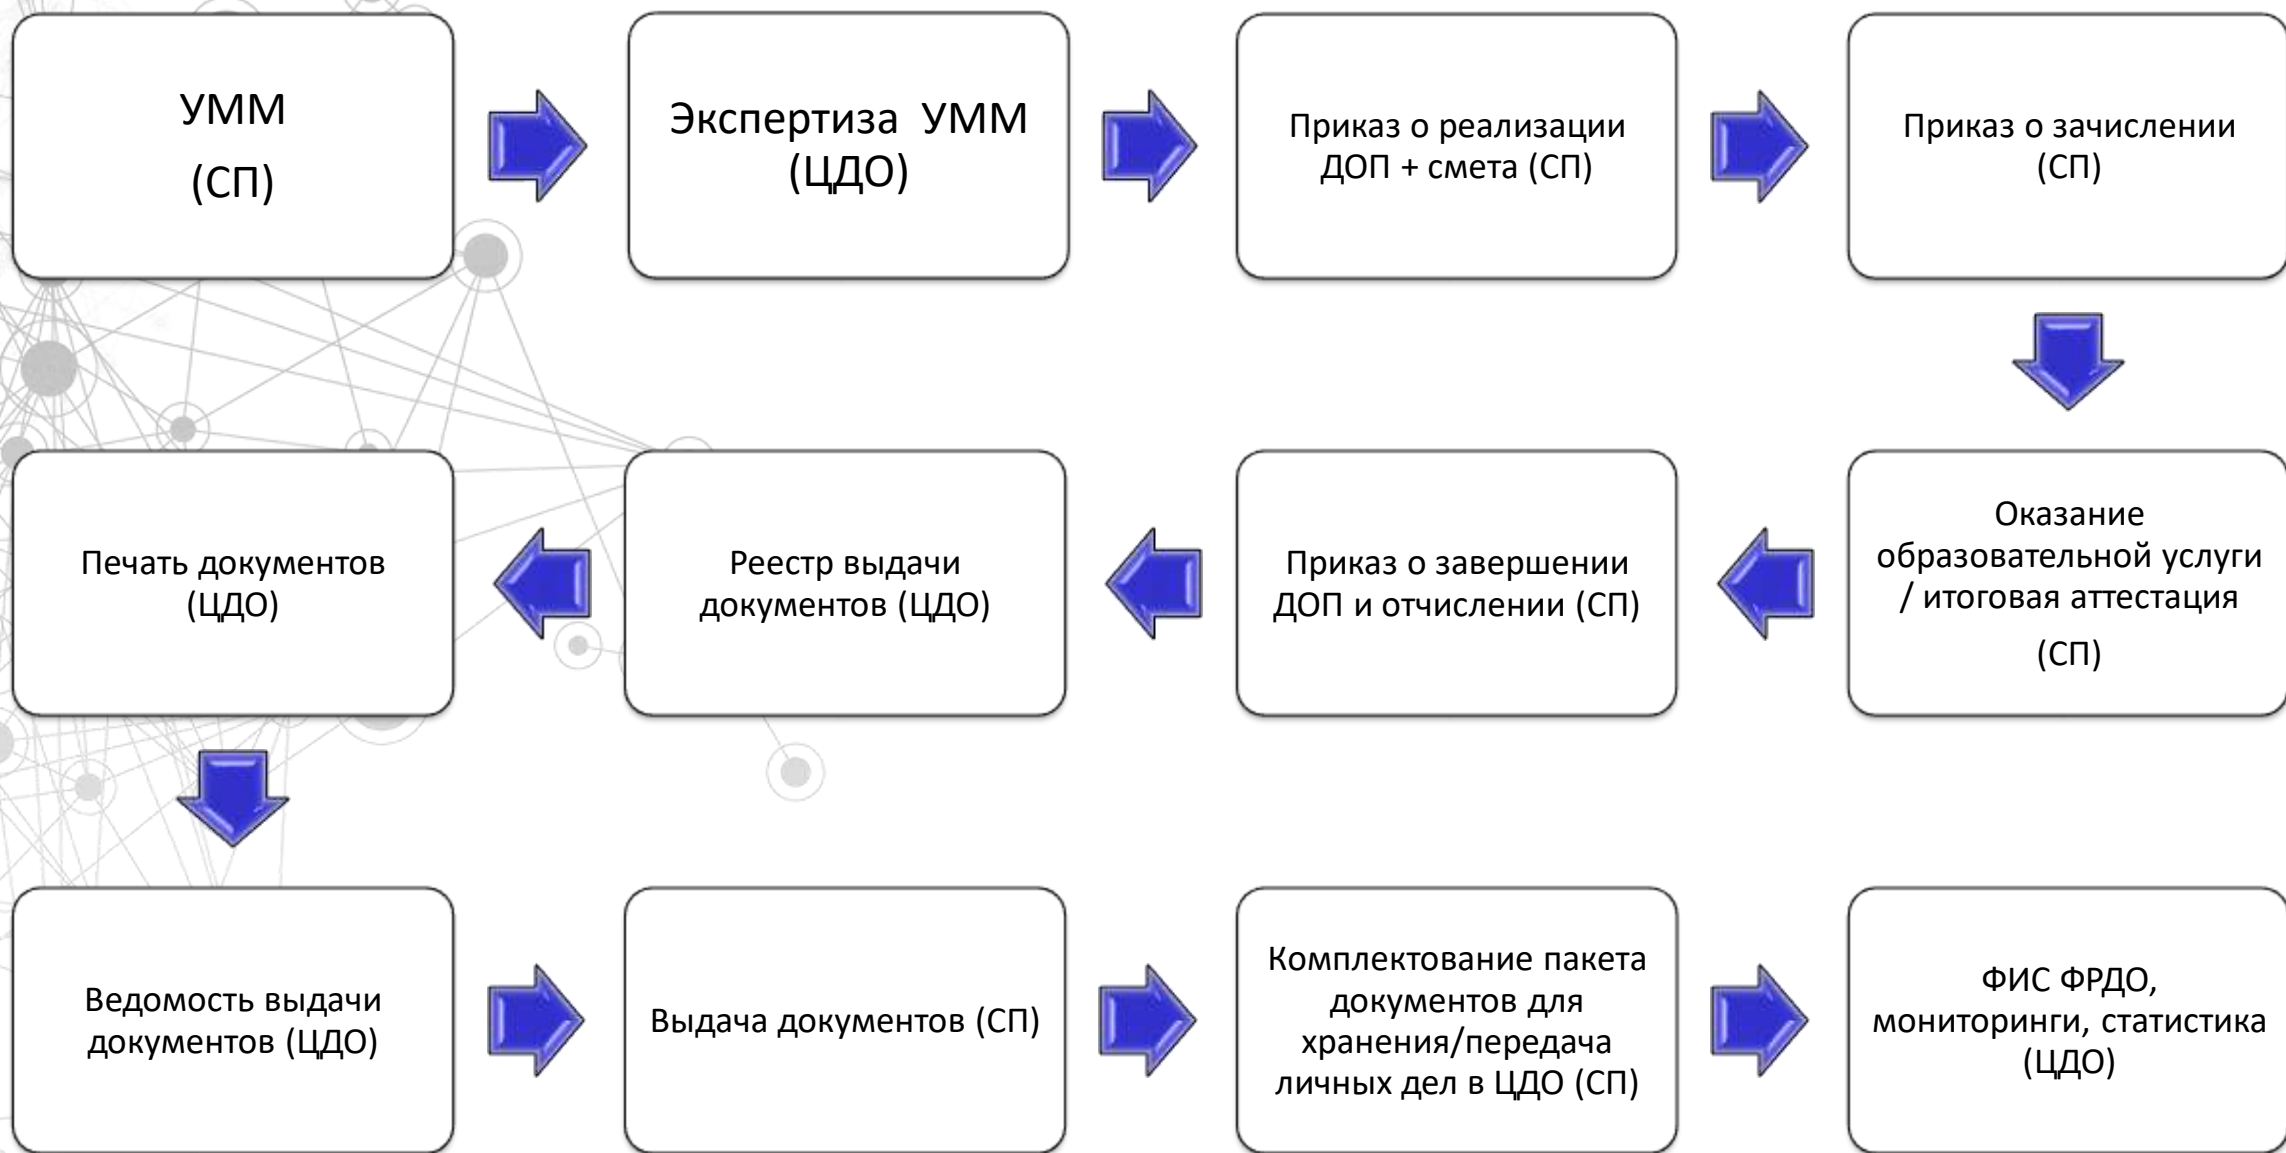 УММ
(СП)
Экспертиза  УММ
(ЦДО)
Приказ о реализации
ДОП + смета (СП)
Приказ о зачислении
(СП)
Оказание
образовательной услуги
/ итоговая аттестация
(СП)
Приказ о завершении
ДОП и отчислении (СП)
Реестр выдачи
документов (ЦДО)
Печать документов
(ЦДО)
Ведомость выдачи
документов (ЦДО)
Выдача документов (СП)
Комплектование пакета
документов для
хранения/передача
личных дел в ЦДО (СП)
ФИС ФРДО,
мониторинги, статистика
(ЦДО)